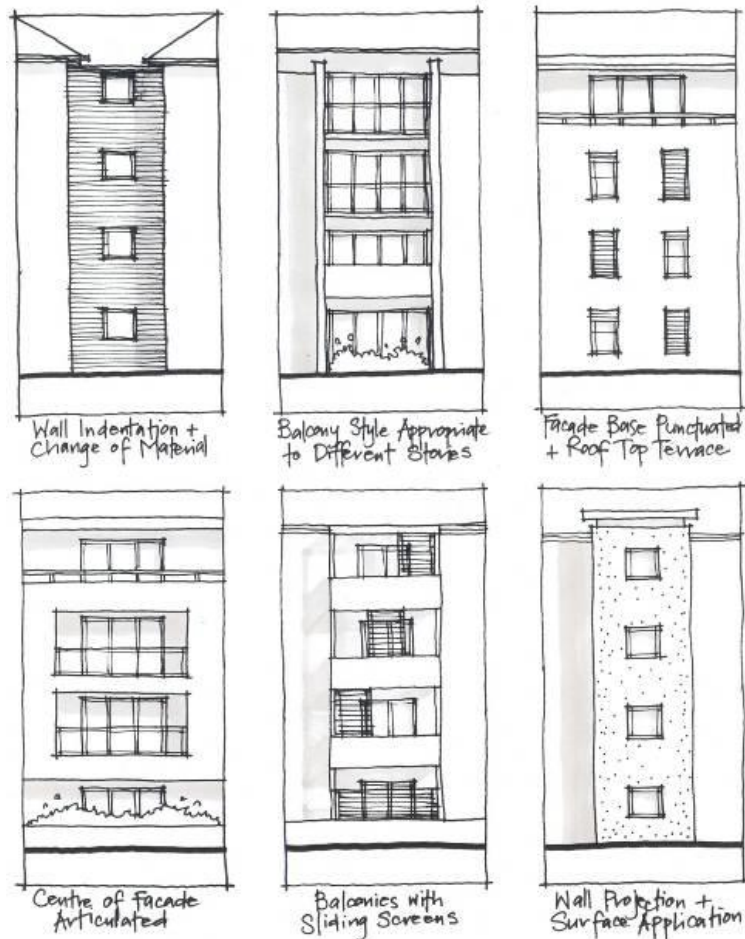 Wall Indentation +
Change of Material
Balcony Style Appropriate
to Different Stories
Facade Base Punctuated
+ Roof Top Terrace
Centre of Facade
Articulated
Balconies with
Sliding Screens
Wall Projection +
Surface Application